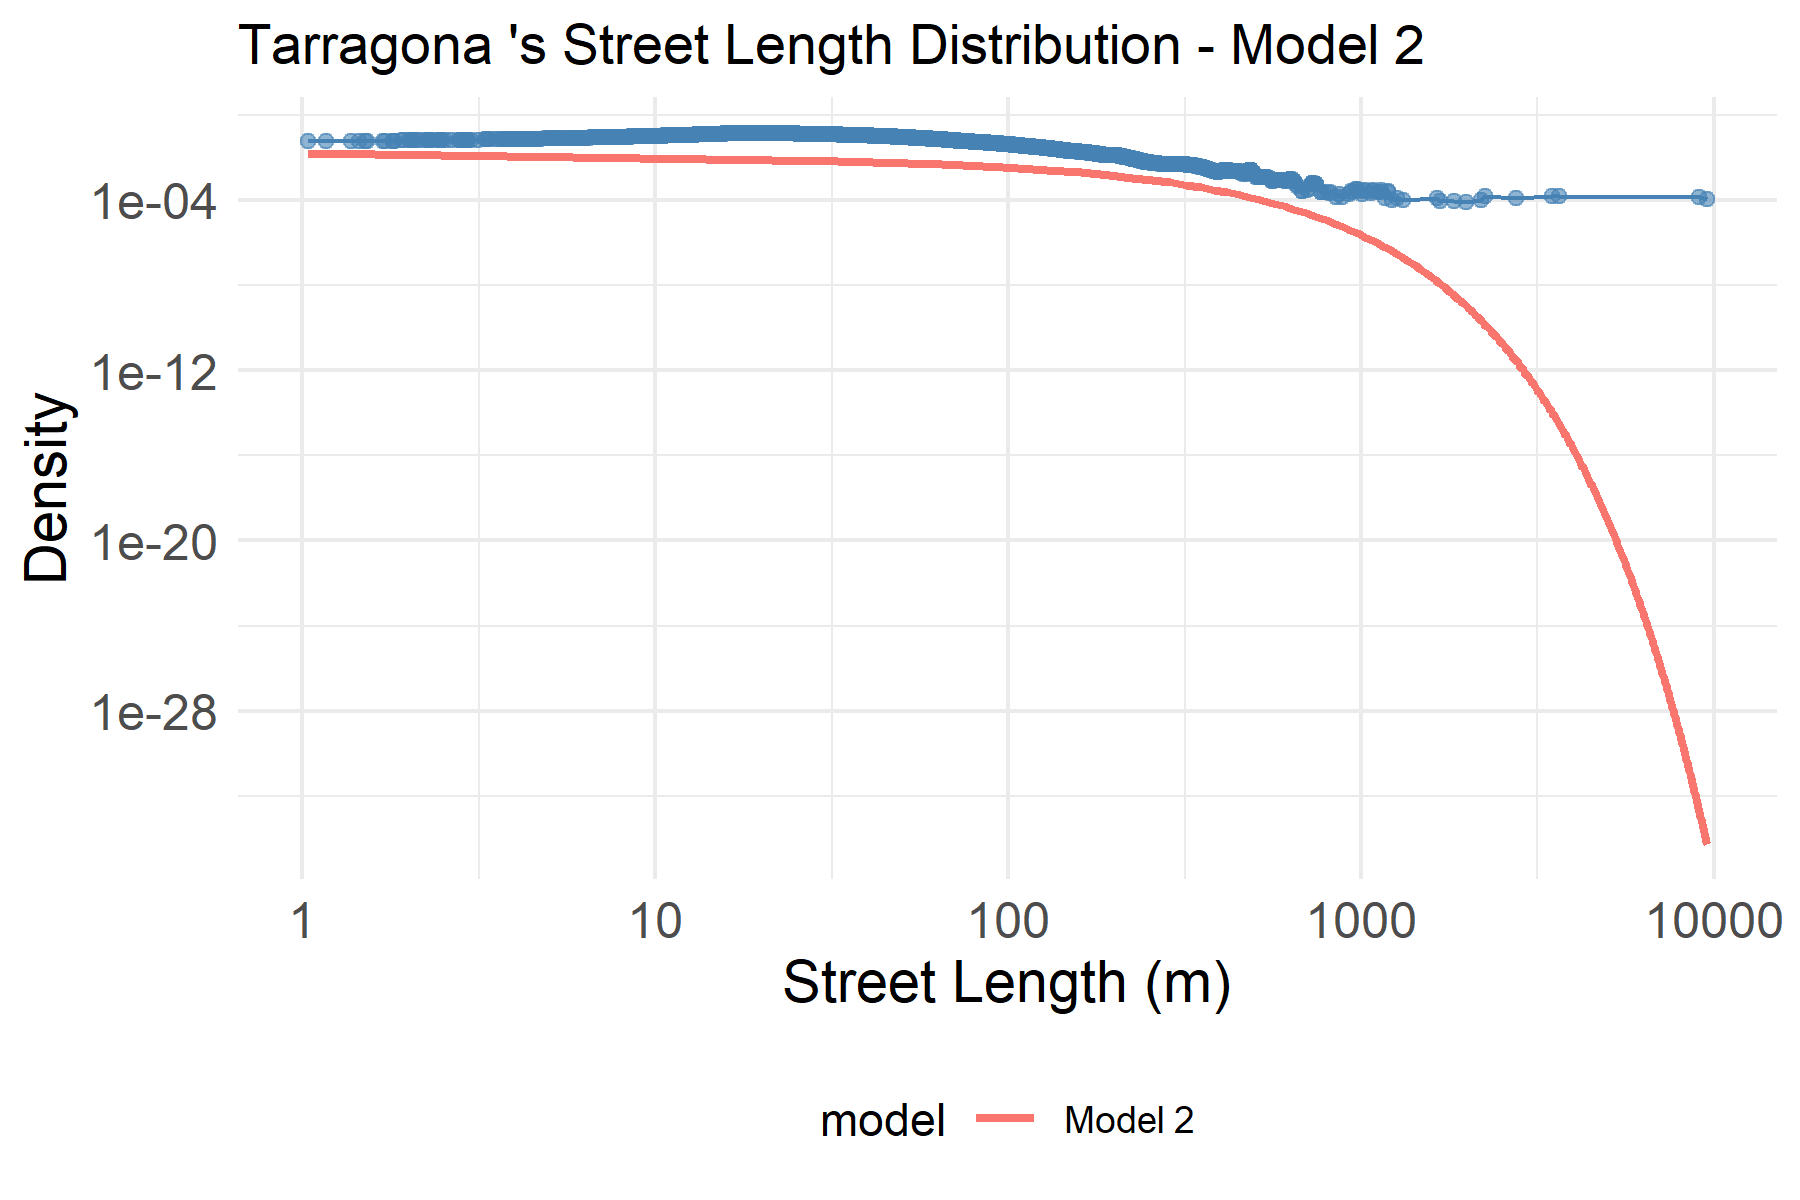 Tarragona 's Street Length Distribution - Model 2
1e-04
1e-12
1e-20
1e-28
Density
1
10
100
1000
10000
Street Length (m)
model
Model 2